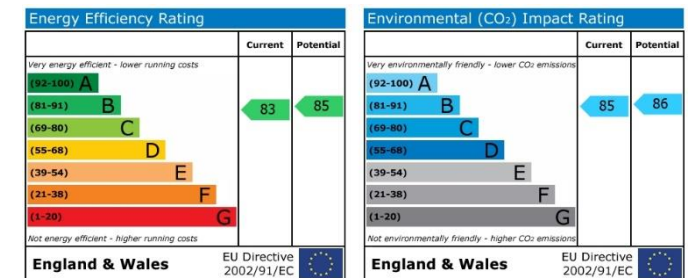 Energy Efficiency Rating
Current Potential
Very energy efficient - lower running costs
(92-100) A
(81-91) B
83 85
(69-80) C
(55-68) D
(39-54) E
(21-38) F
(1-20) G
Not energy efficient - higher running costs
England & Wales
EU Directive
2002/91/EC
Environmental (CO₂) Impact Rating
Current Potential
Very environmentally friendly - lower CO₂ emissions
(92-100) A
(81-91) B
85 86
(69-80) C
(55-68) D
(39-54) E
(21-38) F
(1-20) G
Not environmentally friendly - higher CO₂ emissions
England & Wales
EU Directive
2002/91/EC